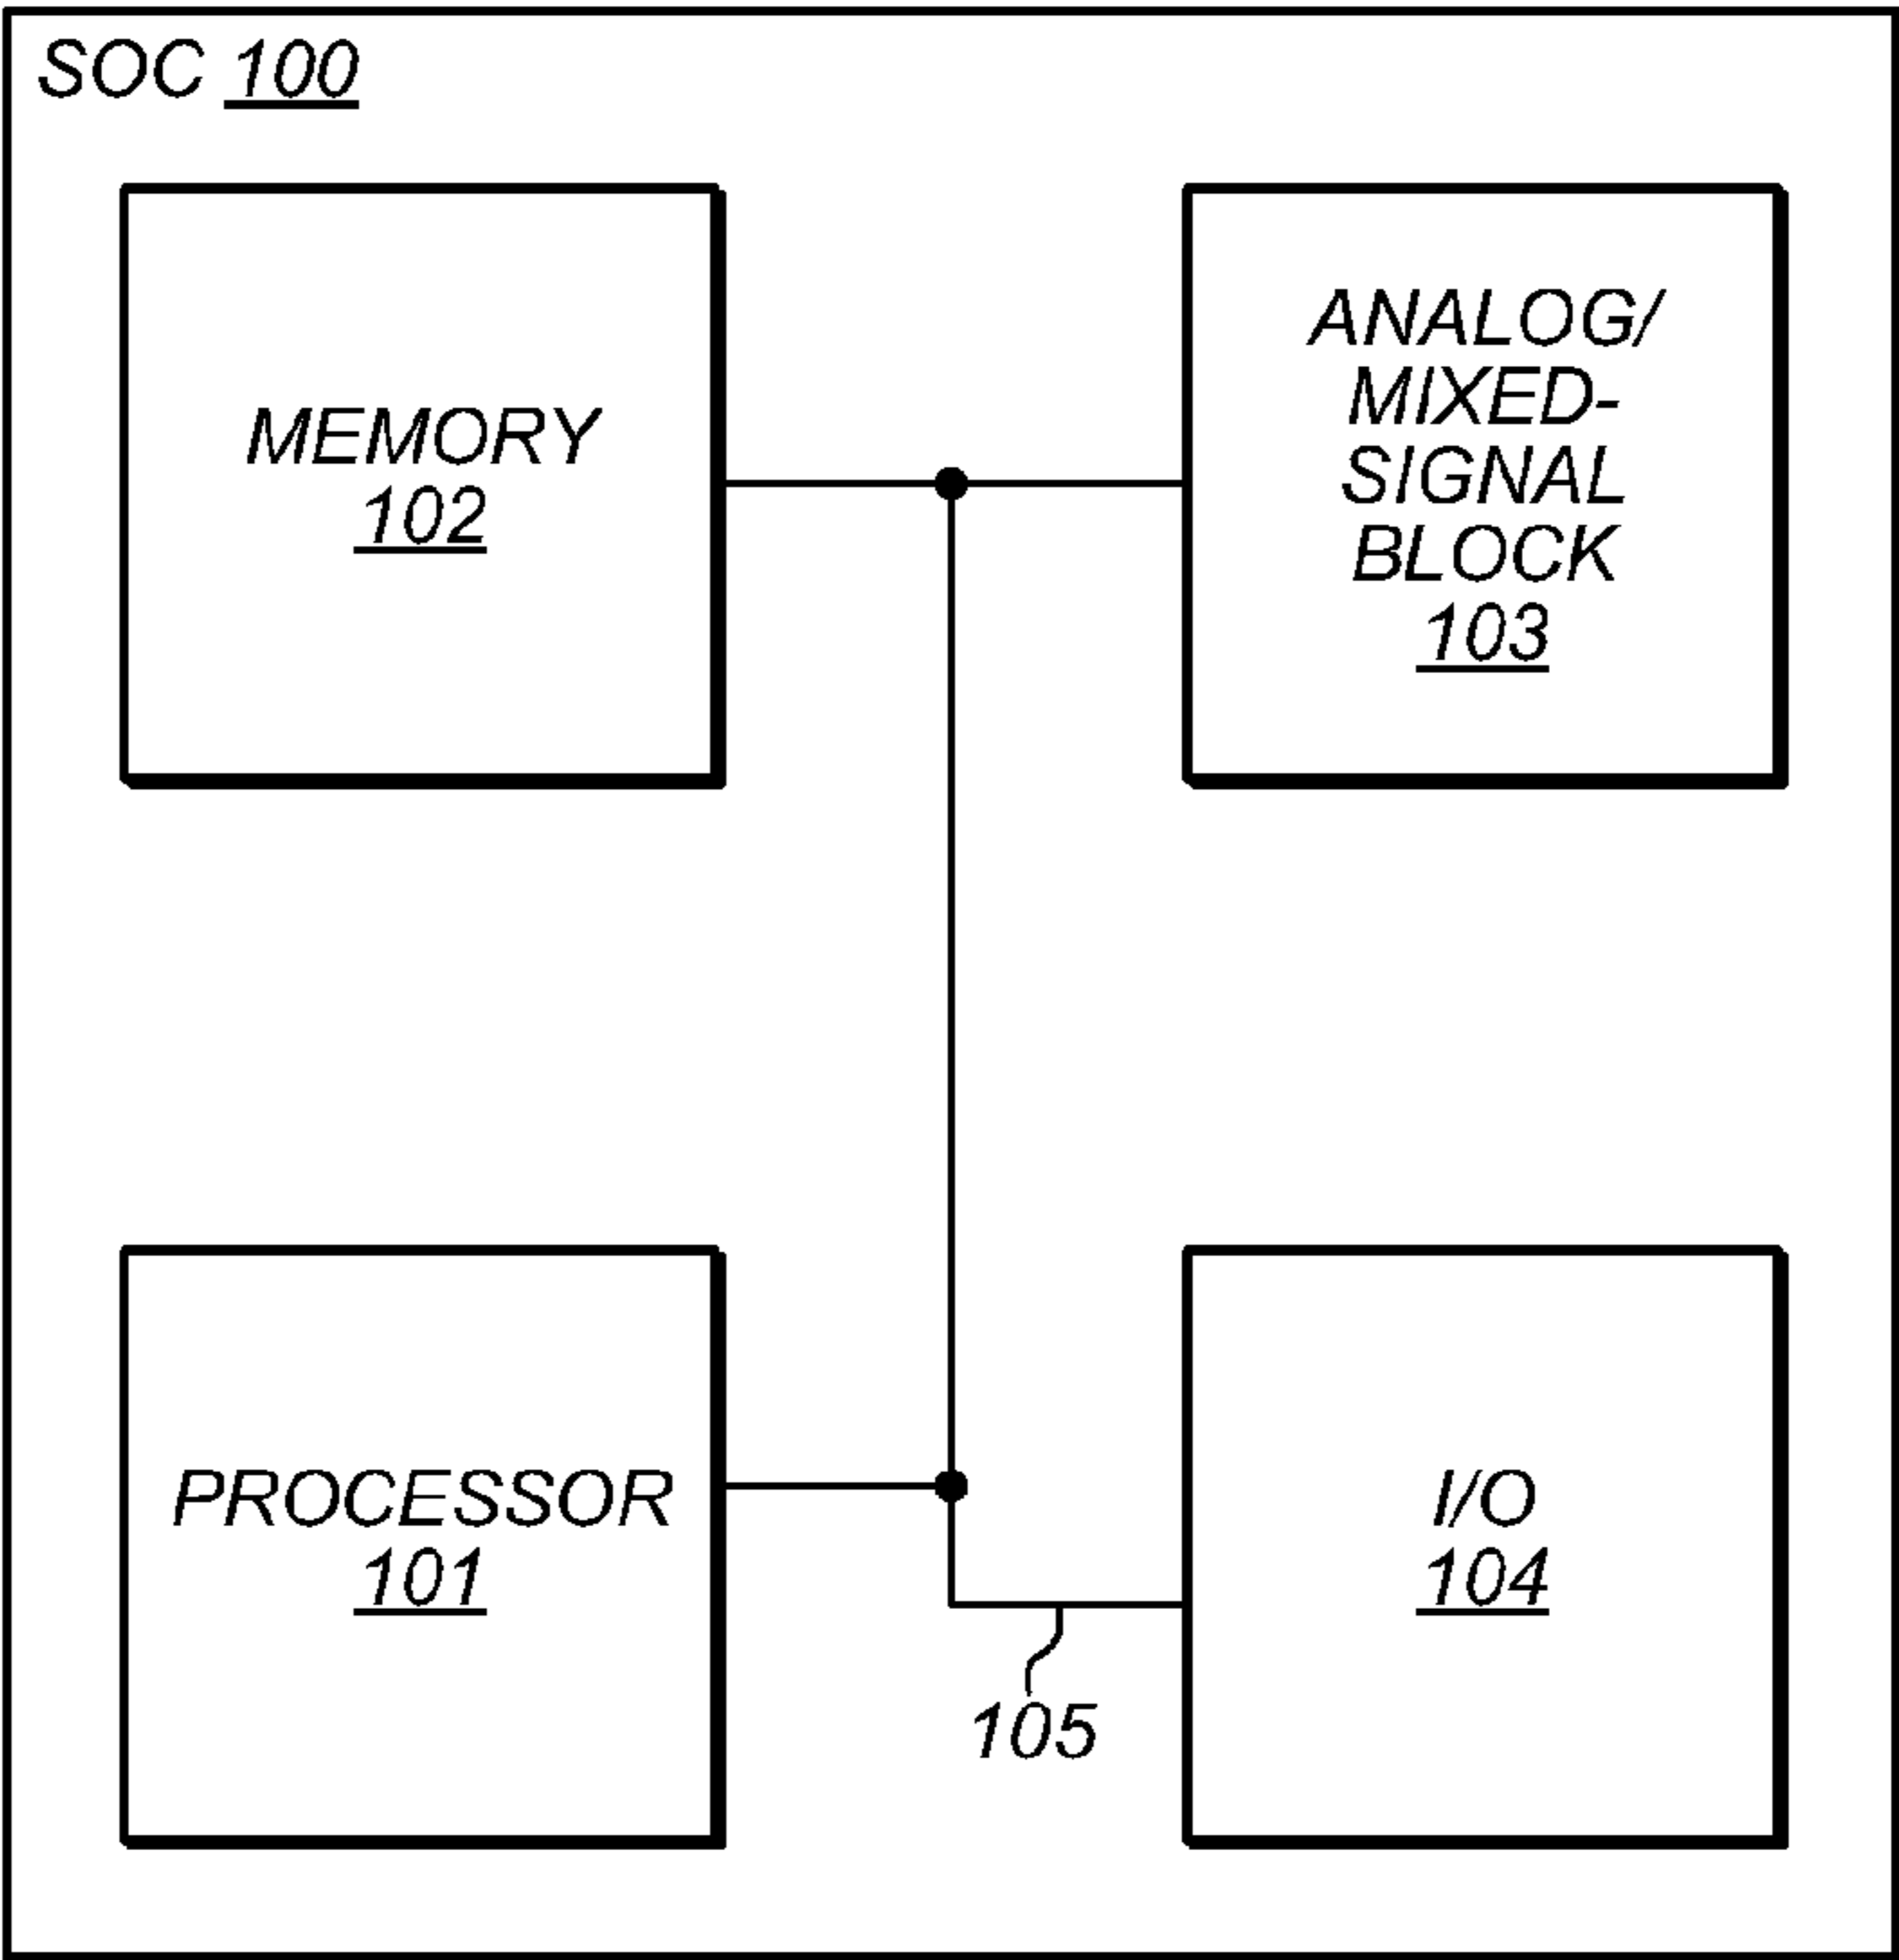 SOC 100
MEMORY
102
ANALOG/
MIXED-
SIGNAL
BLOCK
103
PROCESSOR
101
I/O
104
105